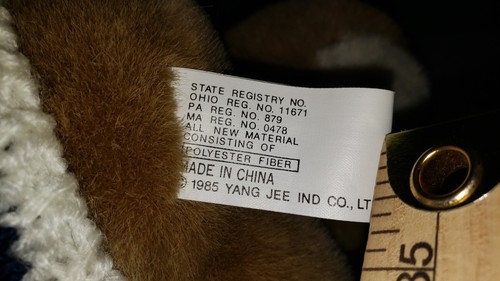 STATE REGISTRY NO.
OHIO REG. NO. 11671
PA REG. NO. 879
MA REG. NO. 0478
ALL NEW MATERIAL
CONSISTING OF
POLYESTER FIBER
MADE IN CHINA
© 1985 YANG JEE IND CO., LT
35